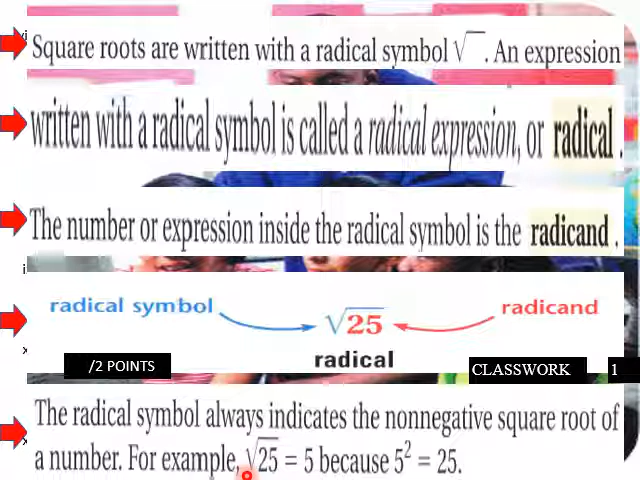 Square roots are written with a radical symbol √ . An expression
written with a radical symbol is called a radical expression, or radical .
The number or expression inside the radical symbol is the radicand .
radical symbol √25 radicand
radical
/2 POINTS CLASSWORK 1
The radical symbol always indicates the nonnegative square root of
a number. For example, √25 = 5 because 5² = 25.